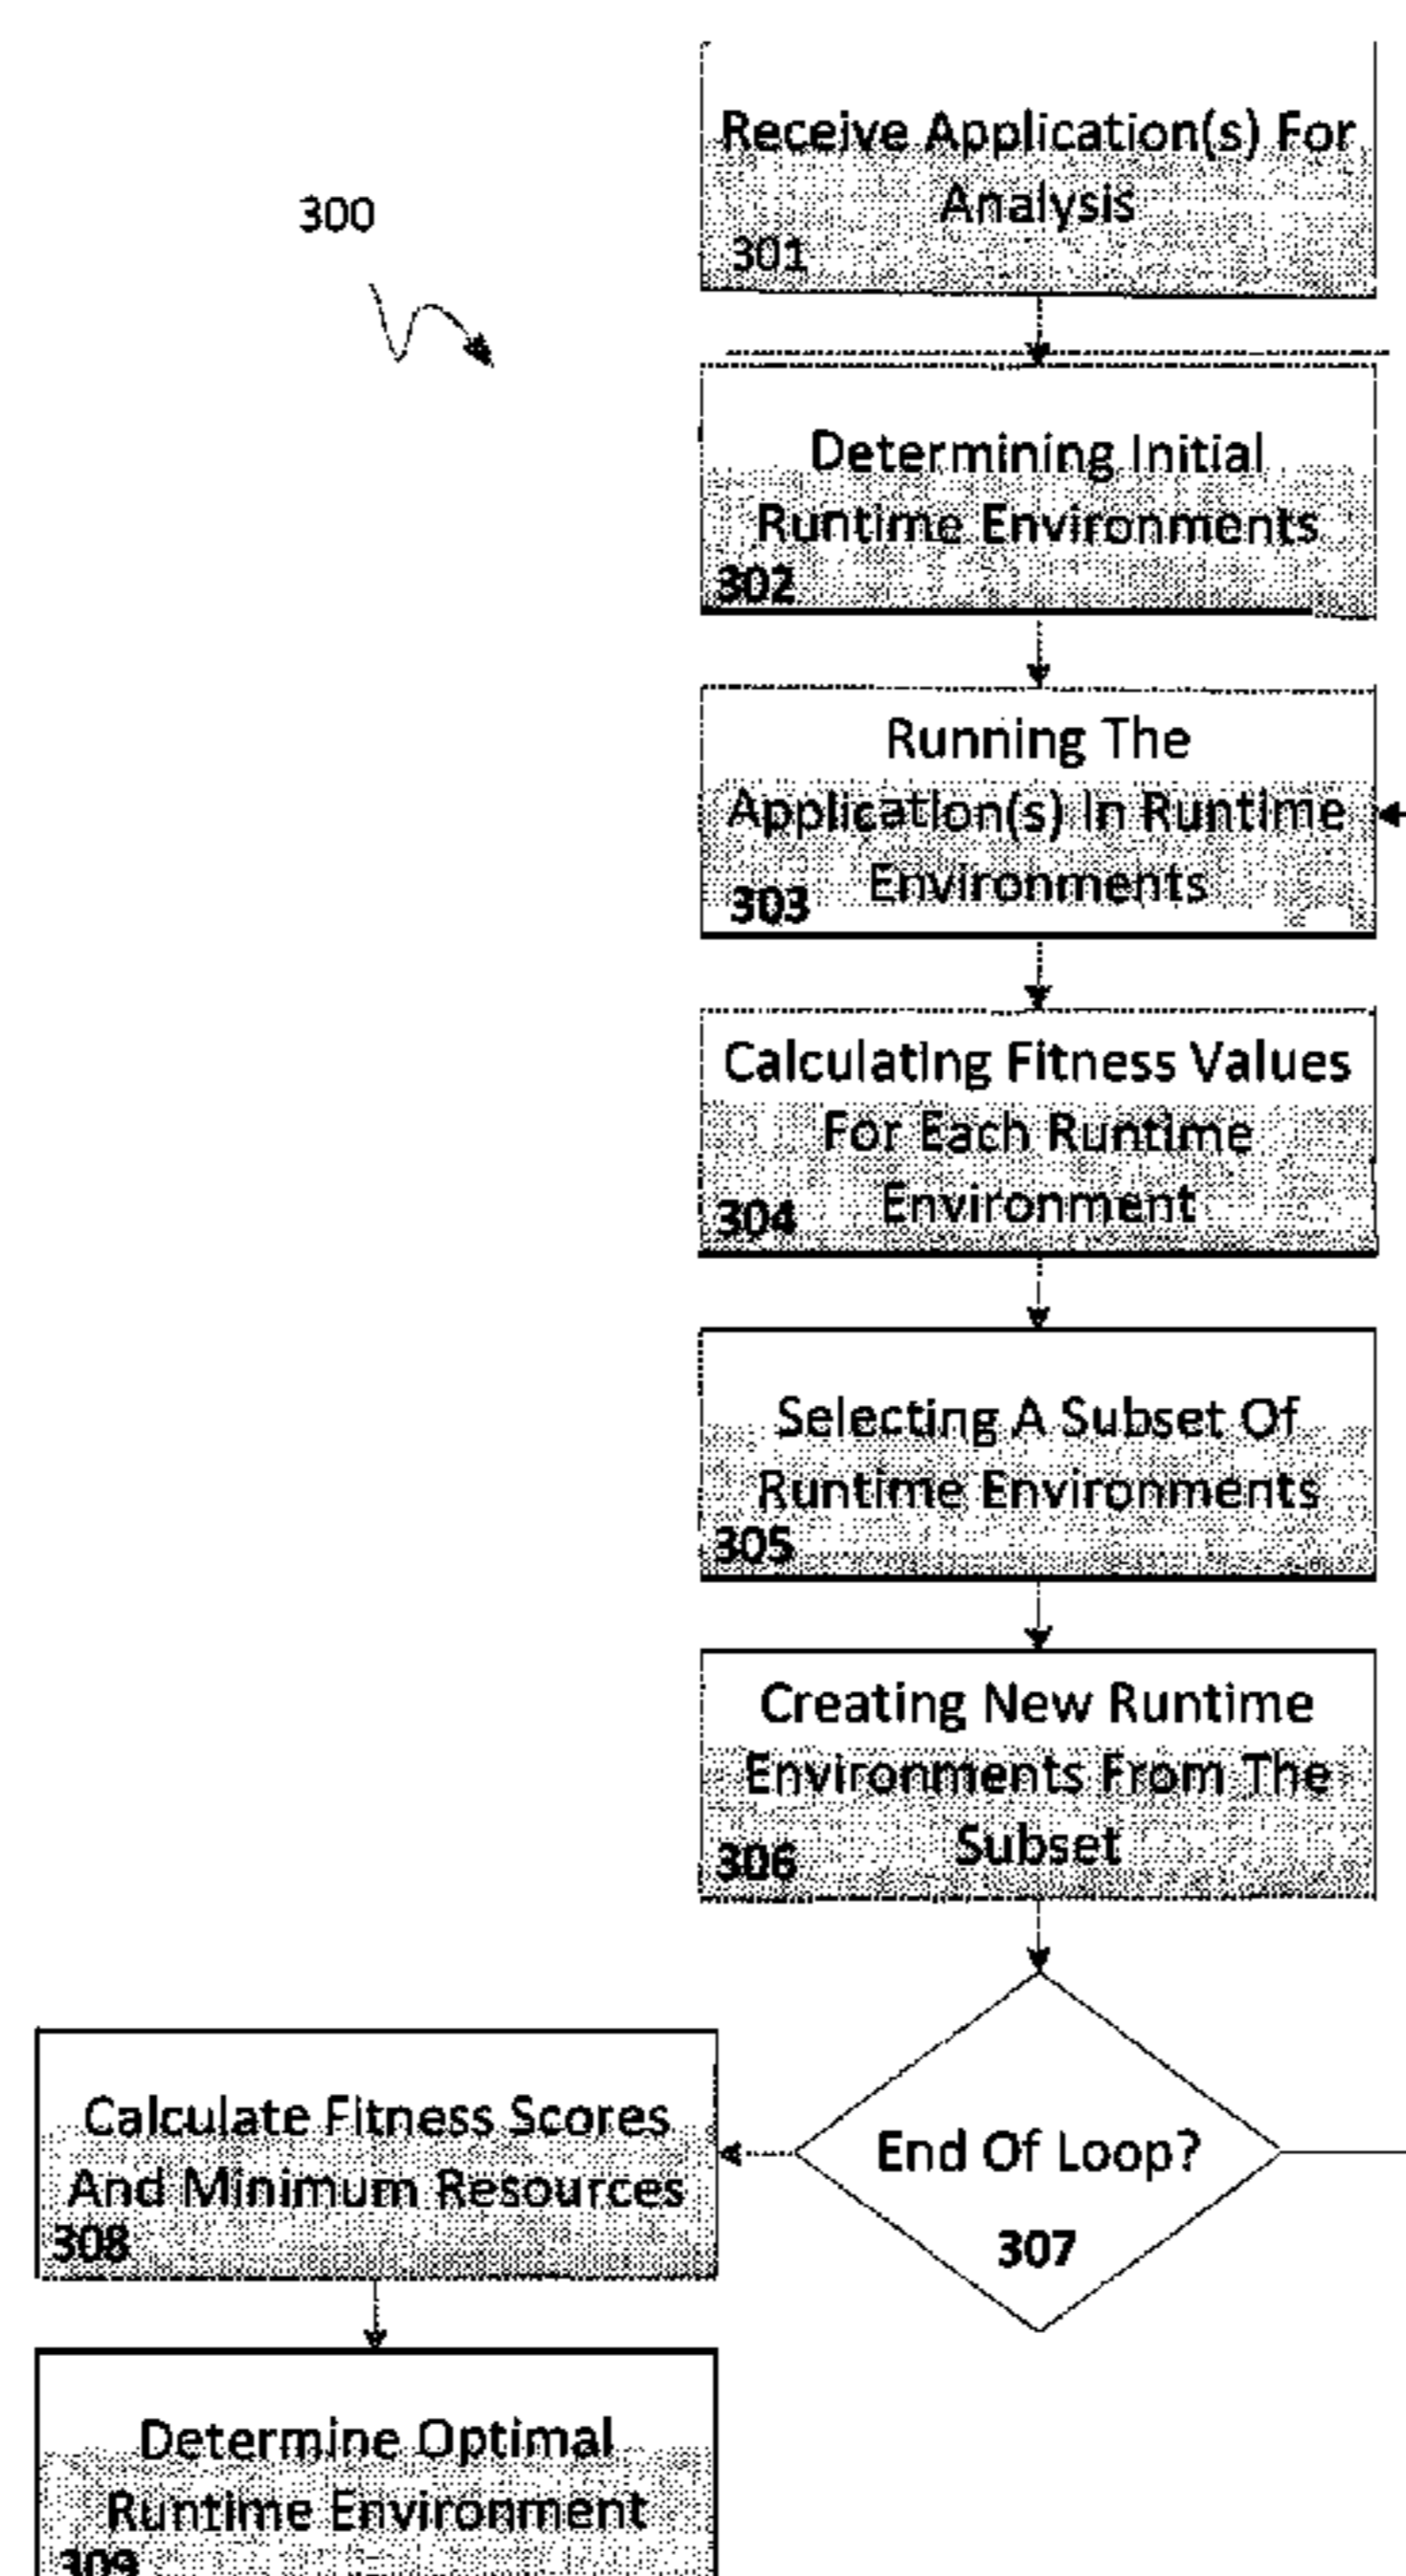 300
Receive Application(s) For
Analysis
301
Determining Initial
Runtime Environments
302
Running The
Application(s) In Runtime
Environments
303
Calculating Fitness Values
For Each Runtime
Environment
304
Selecting A Subset Of
Runtime Environments
305
Creating New Runtime
Environments From The
Subset
306
End Of Loop?
307
Calculate Fitness Scores
And Minimum Resources
308
Determine Optimal
Runtime Environment
309